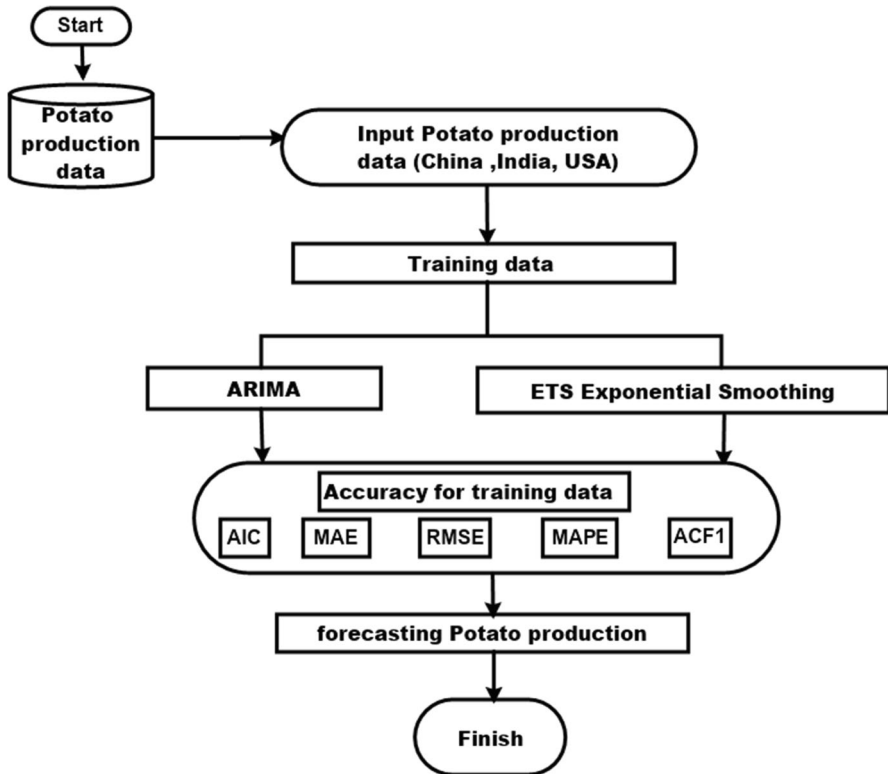 Start
Potato
production
data
Input Potato production
data (China ,India, USA)
Training data
ARIMA
ETS Exponential Smoothing
Accuracy for training data
AIC
MAE
RMSE
MAPE
ACF1
forecasting Potato production
Finish